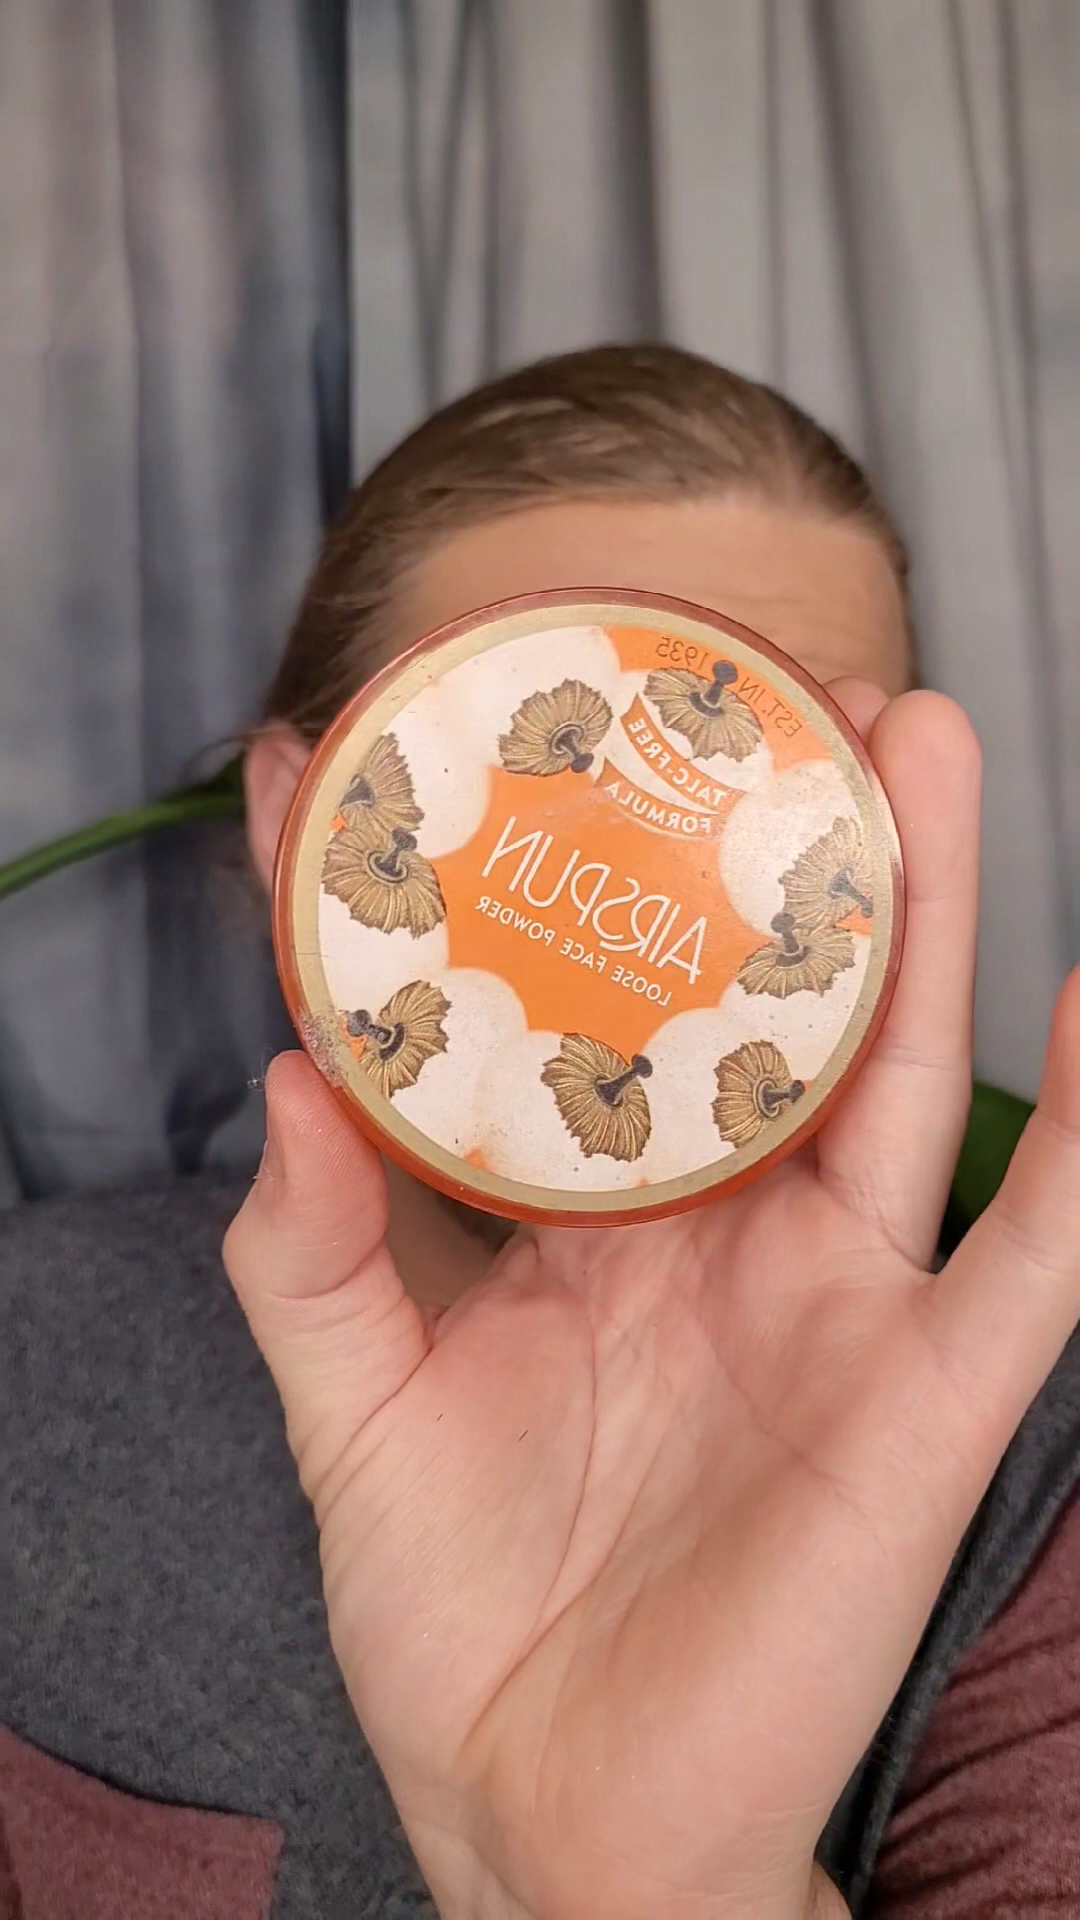 EST. IN 1935
TALC-FREE
FORMULA
AIRSPUN
LOOSE FACE POWDER